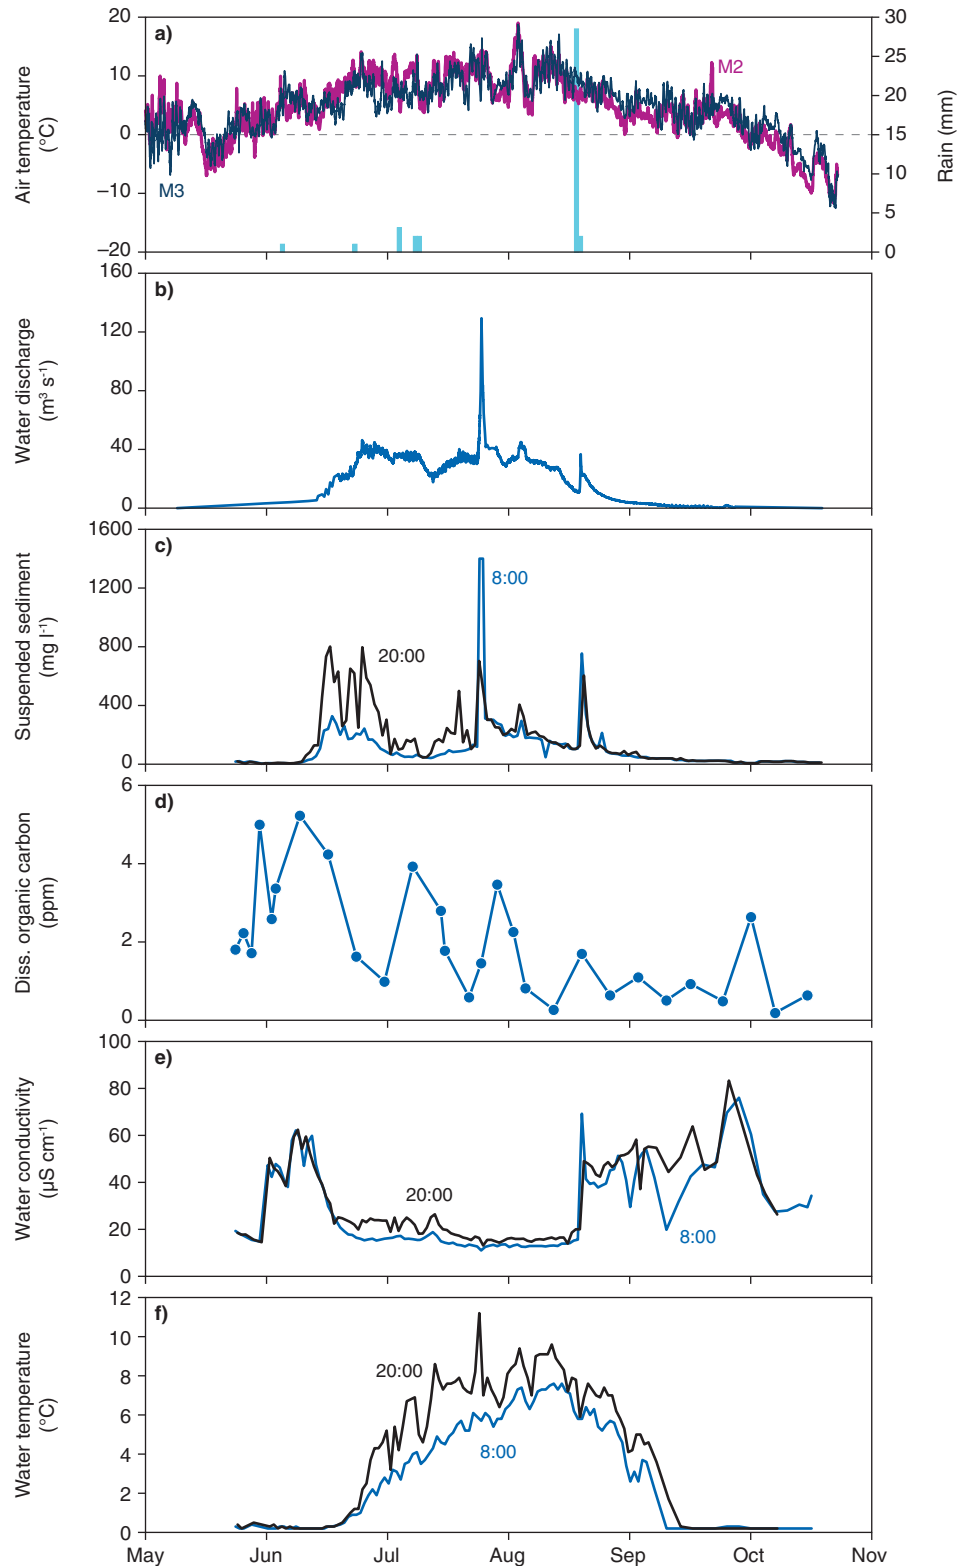 a)
20
10
0
–10
–20
Air temperature
(°C)
30
25
20
15
10
5
0
Rain (mm)
M2
M3
b)
160
120
80
40
0
Water discharge
(m³ s⁻¹)
c)
1600
1200
800
400
0
Suspended sediment
(mg l⁻¹)
8:00
20:00
d)
6
4
2
0
Diss. organic carbon
(ppm)
e)
100
80
60
40
20
0
Water conductivity
(µS cm⁻¹)
20:00
8:00
f)
12
10
8
6
4
2
0
Water temperature
(°C)
20:00
8:00
May Jun Jul Aug Sep Oct Nov